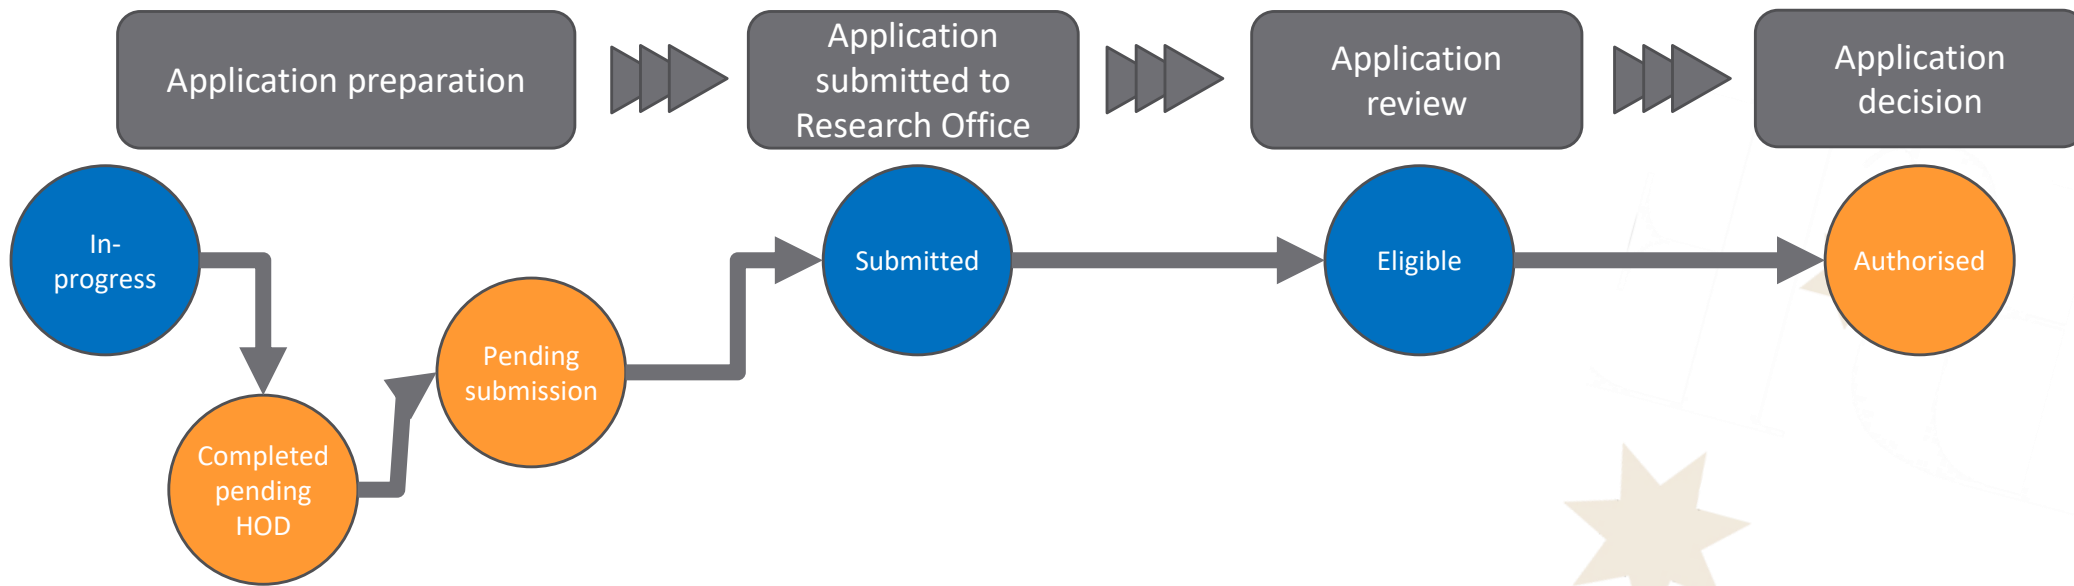 Application preparation
Application
submitted to
Research Office
Application
review
Application
decision
In-
progress
Completed
pending
HOD
Pending
submission
Submitted
Eligible
Authorised